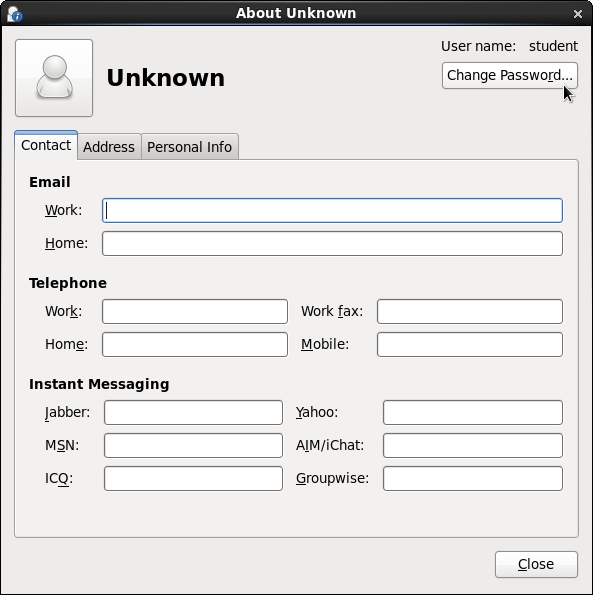 About Unknown
User name: student
Unknown
Change Password...
Contact Address Personal Info
Email
Work:
Home:
Telephone
Work: Work fax:
Home: Mobile:
Instant Messaging
Jabber: Yahoo:
MSN: AIM/iChat:
ICQ: Groupwise:
Close